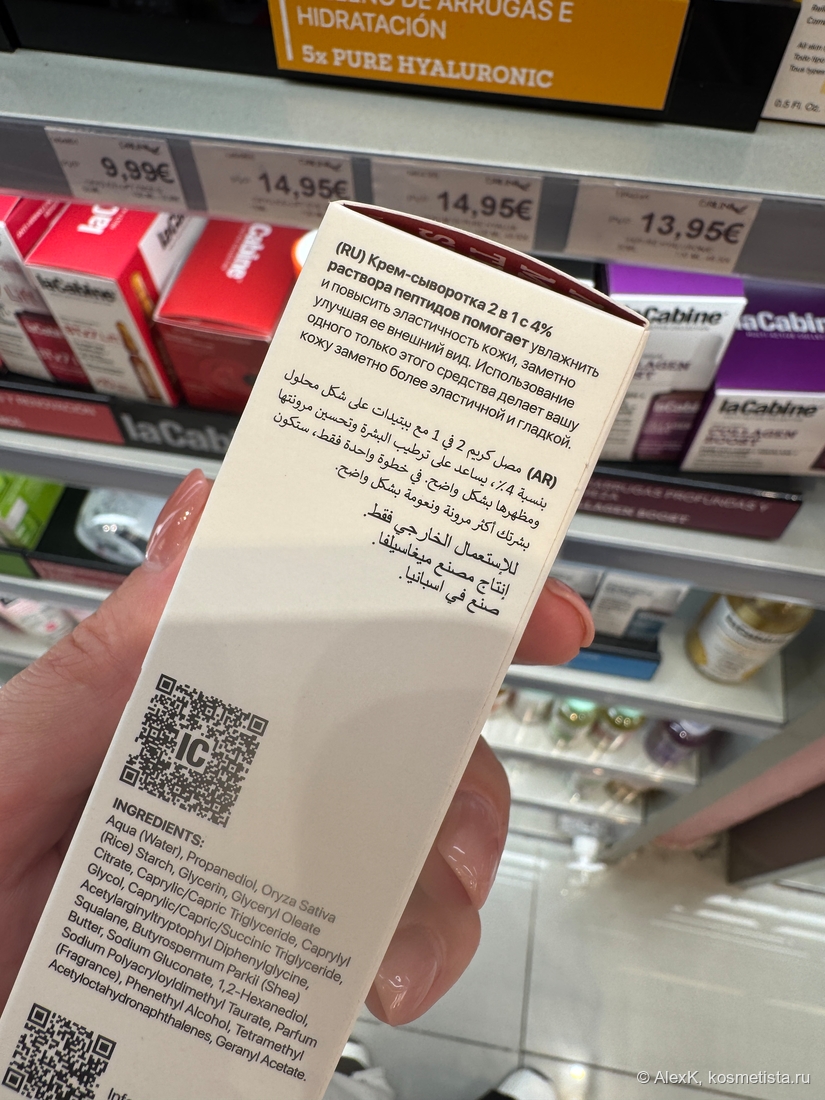 DE ARRUGAS E
HIDRATACIÓN
5x PURE HYALURONIC
0.5 Fl. Oz.
9,99€
14,95€
14,95€
13,95€
laCabine
Cabine
laCabine
laCabine
COLLAGEN
BOOST
(RU) Крем-сыворотка 2 в 1 с 4%
раствора пептидов помогает увлажнить
и повысить эластичность кожи, заметно
улучшая ее внешний вид. Использование
одного только этого средства делает вашу
кожу заметно более эластичной и гладкой.
(AR) مصل كريم 2 في 1 مع ببتيدات على شكل محلول
بنسبة 4٪، يساعد على ترطيب البشرة وتحسين مرونتها
ومظهرها بشكل واضح. في خطوة واحدة فقط، ستكون
بشرتك أكثر مرونة ونعومة بشكل واضح.
للإستعمال الخارجي فقط.
إنتاج مصنع ميغاسيلفا.
صنع في اسبانيا.
IC
INGREDIENTS:
Aqua (Water), Propanediol, Oryza Sativa
(Rice) Starch, Glycerin, Glyceryl Oleate
Citrate, Caprylic/Capric Triglyceride, Caprylyl
Glycol, Caprylic/Capric/Succinic Triglyceride,
Acetylarginyltryptophyl Diphenylglycine,
Squalane, Butyrospermum Parkii (Shea)
Butter, Sodium Gluconate, 1,2-Hexanediol,
Sodium Polyacryloyldimethyl Taurate, Parfum
(Fragrance), Phenethyl Alcohol, Tetramethyl
Acetyloctahydronaphthalenes, Geranyl Acetate.
© AlexK, kosmetista.ru